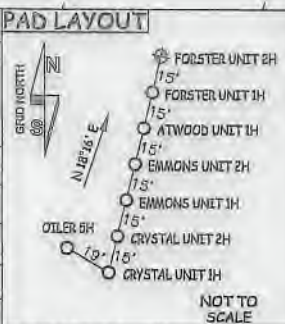 PAD LAYOUT
GRID NORTH
N
S
N 18°16' E
FORSTER UNIT 2H
15'
FORSTER UNIT 1H
15'
ATWOOD UNIT 1H
15'
EMMONS UNIT 2H
15'
EMMONS UNIT 1H
15'
CRYSTAL UNIT 2H
OILER 5H
19'
15'
CRYSTAL UNIT 1H
NOT TO
SCALE